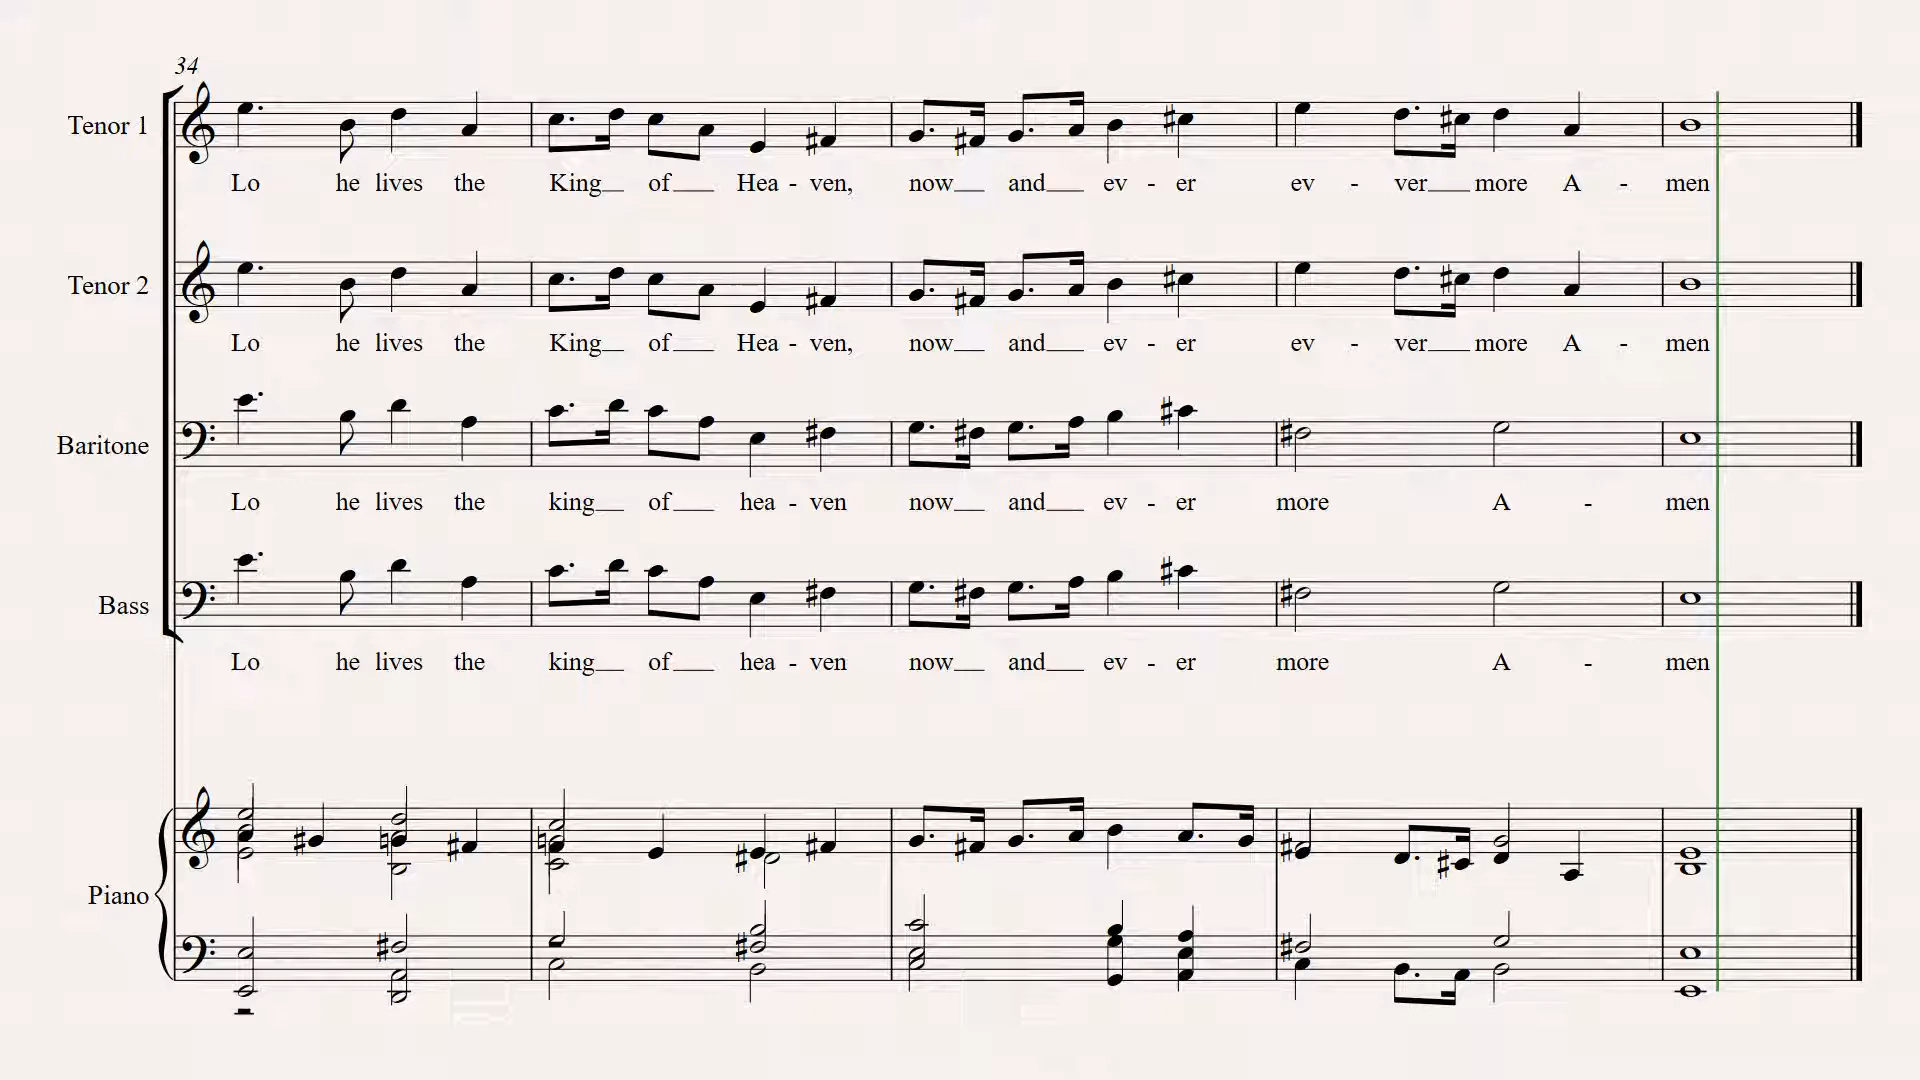 34
Tenor 1
Lo he lives the King of Hea - ven, now and ev - er ev - ver more A - men
Tenor 2
Lo he lives the King of Hea - ven, now and ev - er ev - ver more A - men
Baritone
Lo he lives the king of hea - ven now and ev - er more A - men
Bass
Lo he lives the king of hea - ven now and ev - er more A - men
Piano